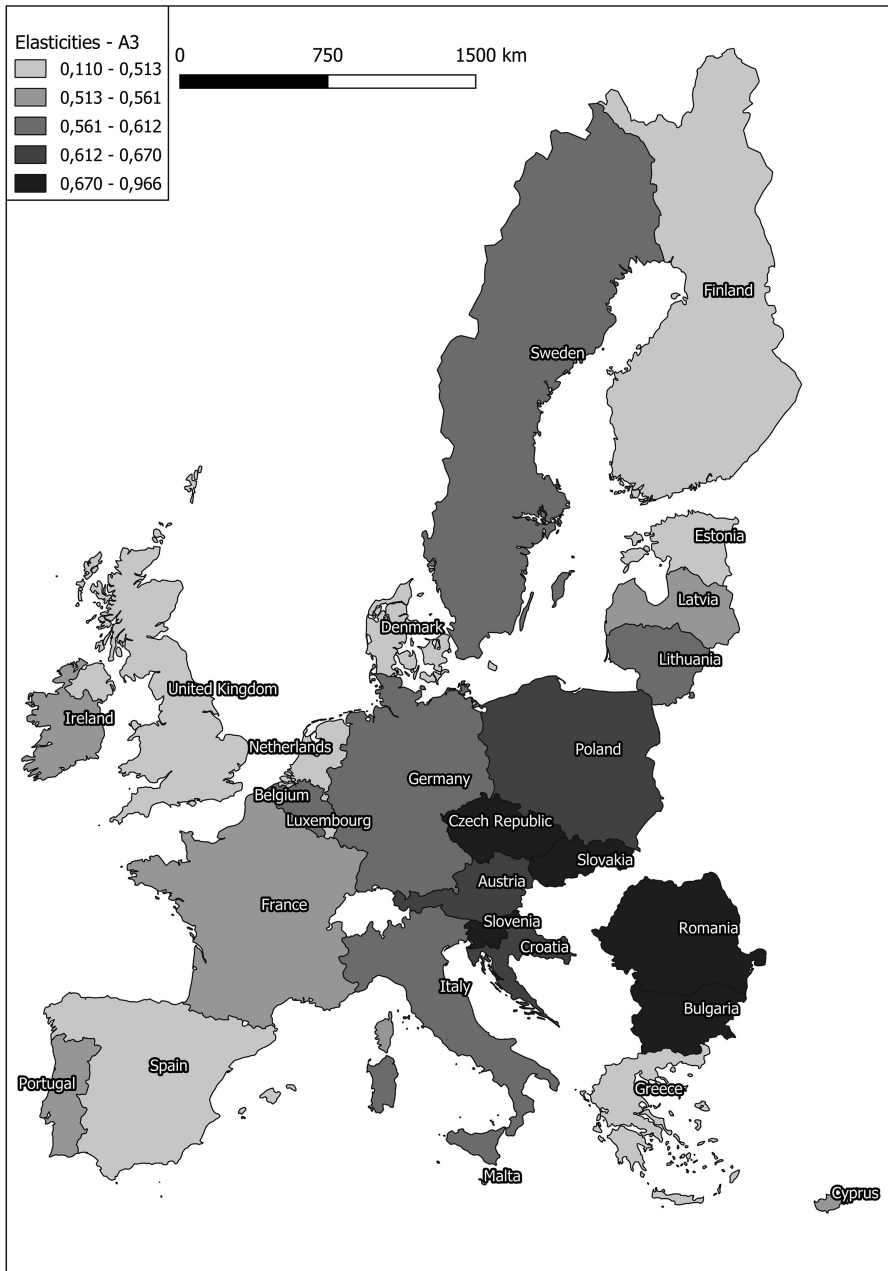 Elasticities - A3
0,110 - 0,513
0,513 - 0,561
0,561 - 0,612
0,612 - 0,670
0,670 - 0,966
0 750 1500 km
Finland
Sweden
Estonia
Latvia
Denmark
Lithuania
United Kingdom
Ireland
Netherlands
Poland
Germany
Belgium
Luxembourg
Czech Republic
Slovakia
Austria
France
Slovenia
Romania
Croatia
Italy
Bulgaria
Spain
Portugal
Greece
Malta
Cyprus